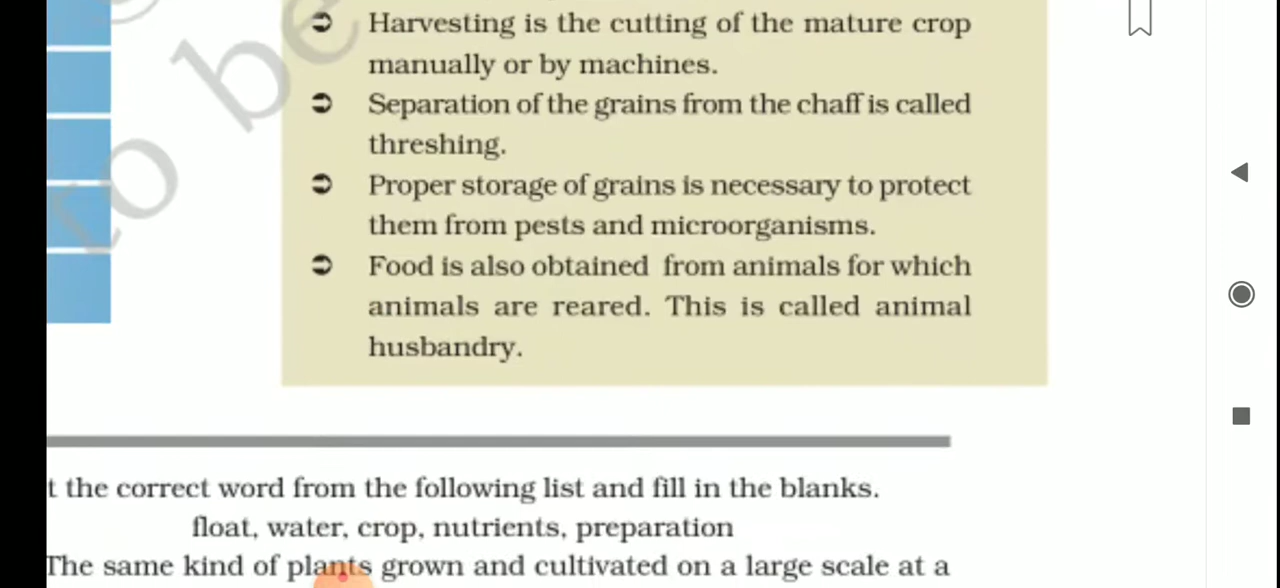 to be
➲ Harvesting is the cutting of the mature crop
manually or by machines.
➲ Separation of the grains from the chaff is called
threshing.
➲ Proper storage of grains is necessary to protect
them from pests and microorganisms.
➲ Food is also obtained from animals for which
animals are reared. This is called animal
husbandry.
t the correct word from the following list and fill in the blanks.
float, water, crop, nutrients, preparation
The same kind of plants grown and cultivated on a large scale at a